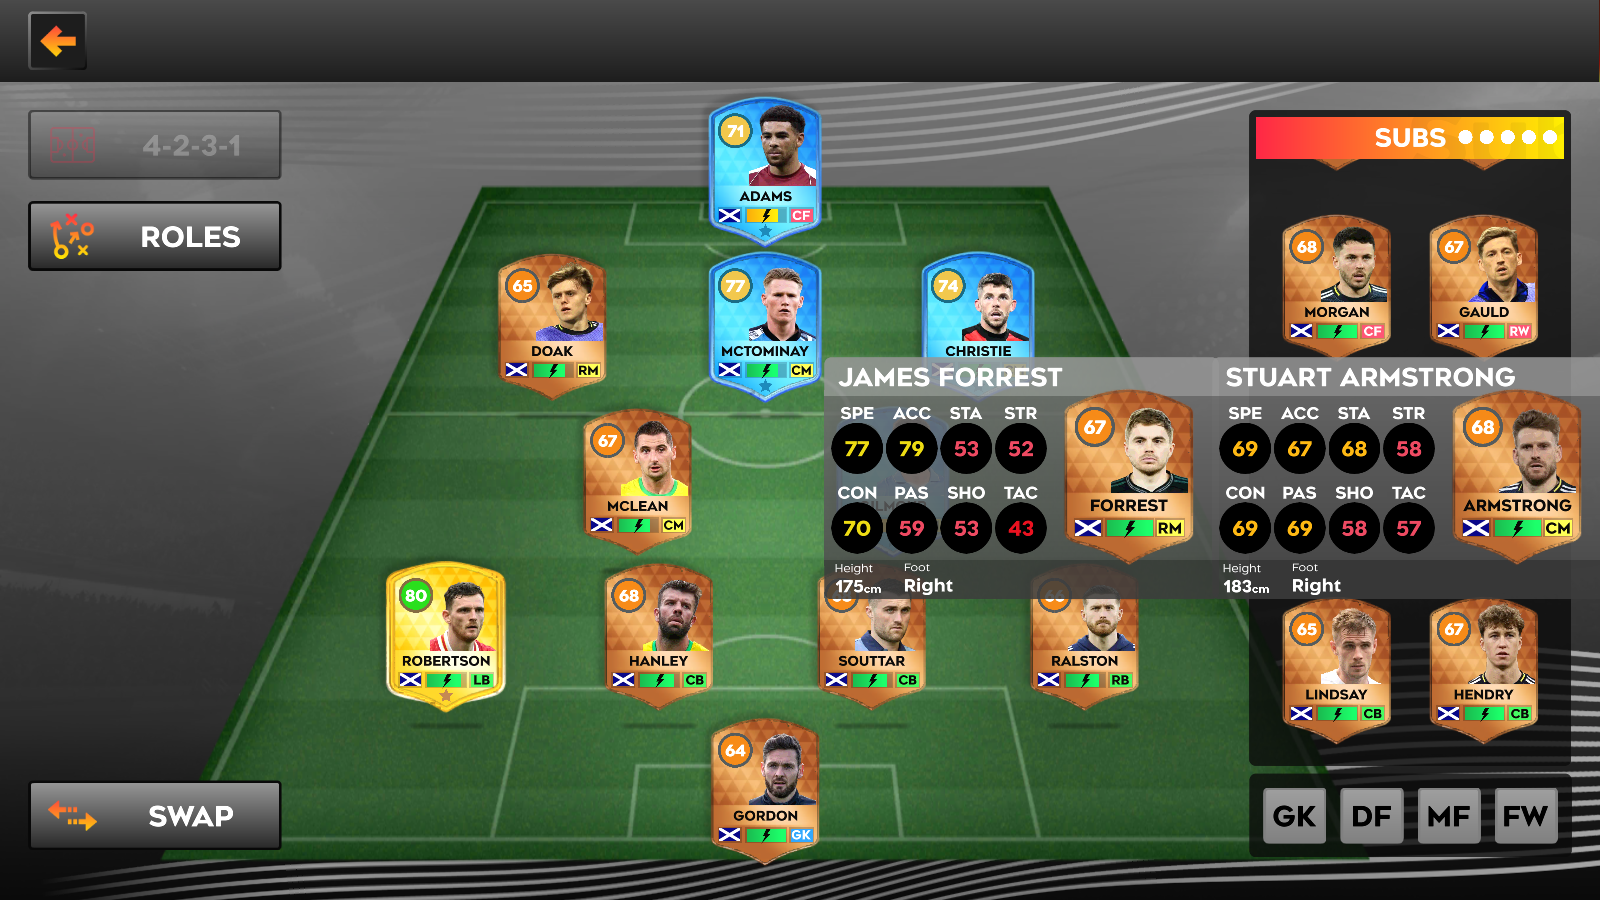 4-2-3-1
ROLES
SWAP
71
ADAMS
CF
65
DOAK
RM
77
MCTOMINAY
CM
74
CHRISTIE
67
MCLEAN
CM
80
ROBERTSON
LB
68
HANLEY
CB
SOUTTAR
CB
RALSTON
RB
64
GORDON
GK
SUBS
68
MORGAN
CF
67
GAULD
RW
JAMES FORREST
SPE ACC STA STR
77 79 53 52
CON PAS SHO TAC
70 59 53 43
Height Foot
175cm Right
67
FORREST
RM
STUART ARMSTRONG
SPE ACC STA STR
69 67 68 58
CON PAS SHO TAC
69 69 58 57
Height Foot
183cm Right
68
ARMSTRONG
CM
65
LINDSAY
CB
67
HENDRY
CB
GK DF MF FW